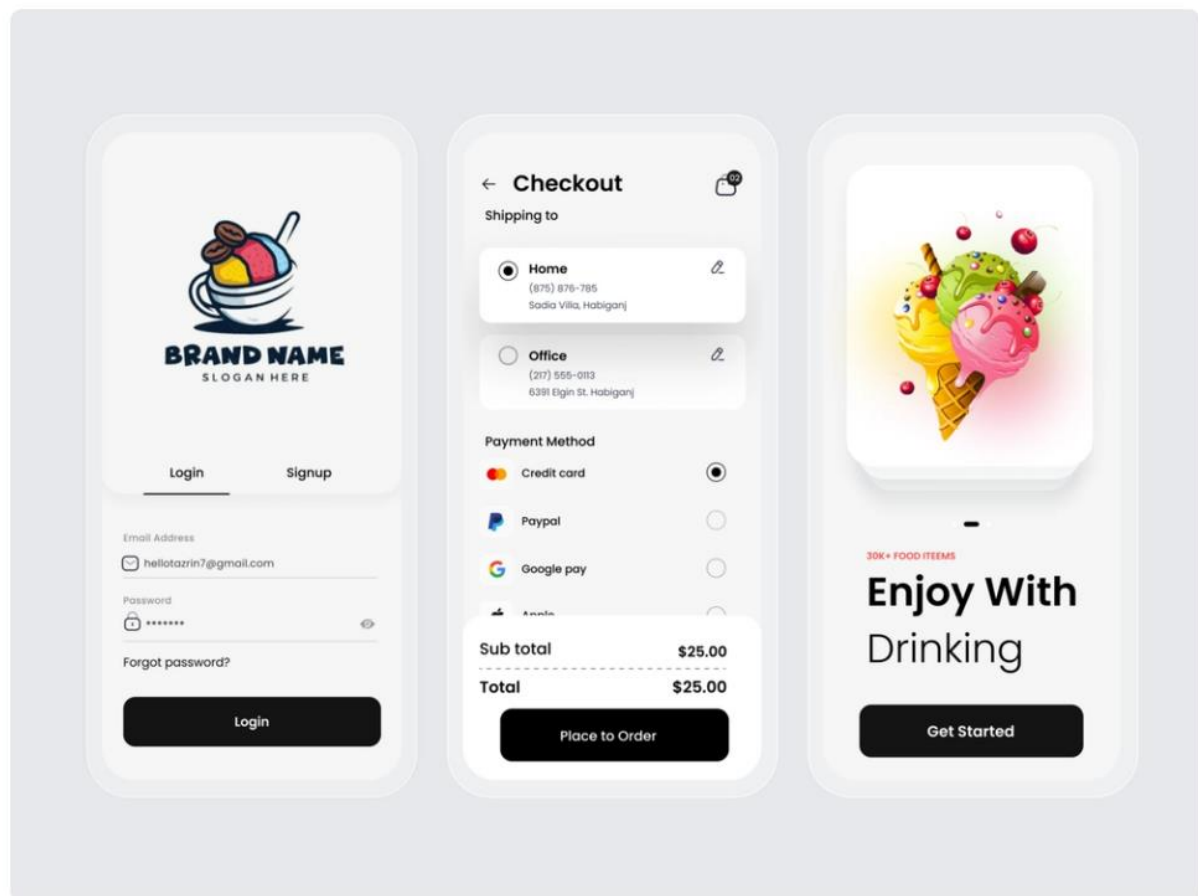 BRAND NAME
SLOGAN HERE
Login Signup
Email Address
hellotazrin7@gmail.com
Password
*******
Forgot password?
Login
← Checkout
02
Shipping to
Home
(875) 876-785
Sadia Villa, Habiganj
Office
(217) 555-0113
6391 Elgin St. Habiganj
Payment Method
Credit card
Paypal
Google pay
Apple
Sub total $25.00
Total $25.00
Place to Order
30K+ FOOD ITEEMS
Enjoy With
Drinking
Get Started